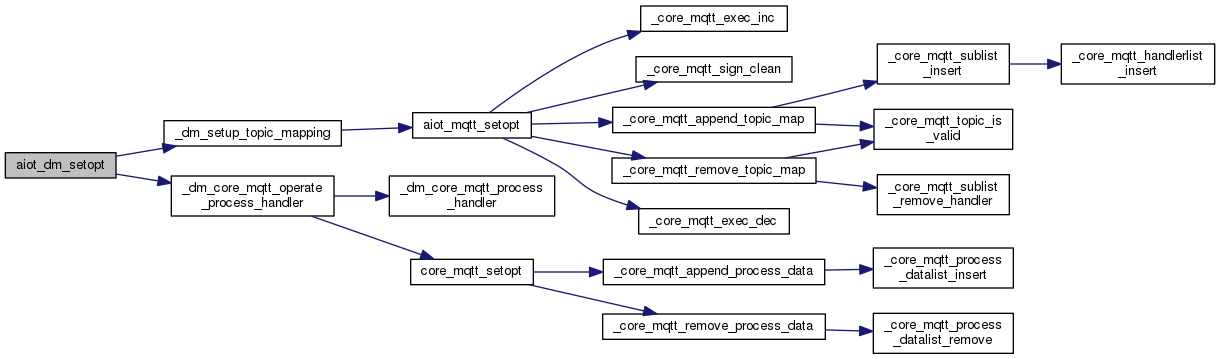 _core_mqtt_exec_inc
_core_mqtt_sublist
_insert
_core_mqtt_handlerlist
_insert
_core_mqtt_sign_clean
aiot_mqtt_setopt
_core_mqtt_append_topic_map
_core_mqtt_topic_is
_valid
_dm_setup_topic_mapping
aiot_dm_setopt
_core_mqtt_remove_topic_map
_dm_core_mqtt_operate
_process_handler
_dm_core_mqtt_process
_handler
_core_mqtt_sublist
_remove_handler
_core_mqtt_exec_dec
core_mqtt_setopt
_core_mqtt_append_process_data
_core_mqtt_process
_datalist_insert
_core_mqtt_remove_process_data
_core_mqtt_process
_datalist_remove